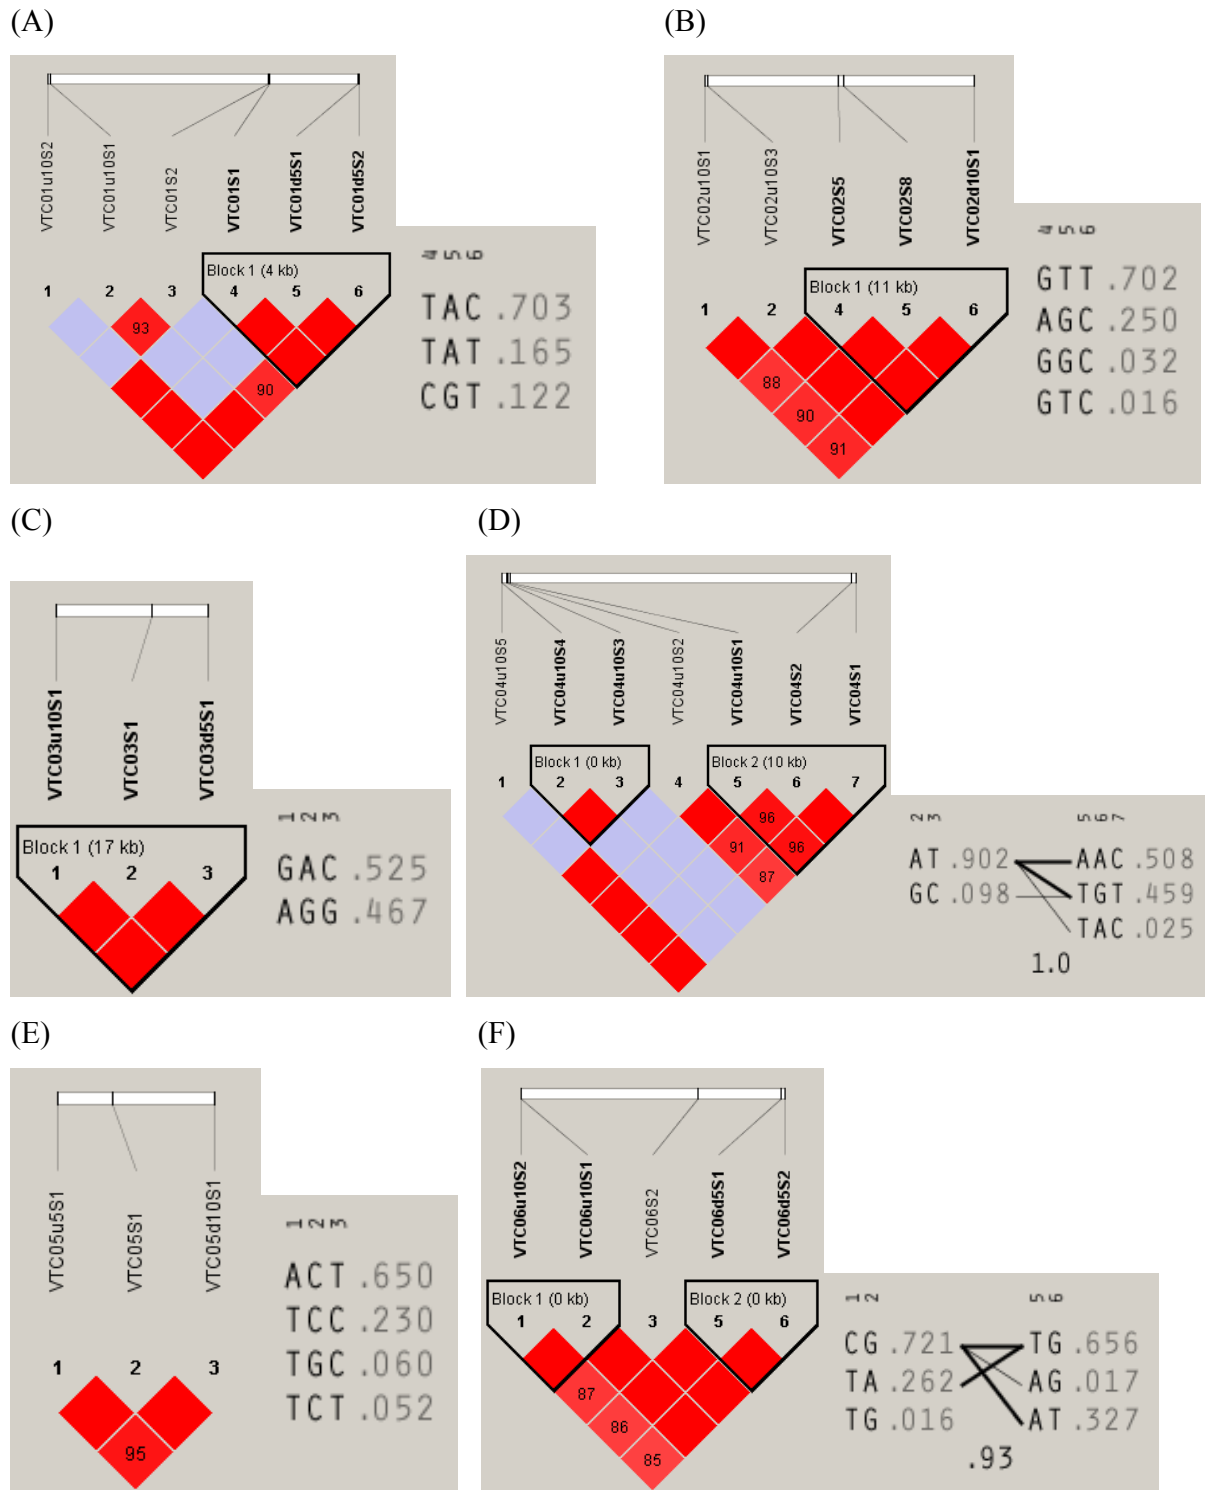 (A)
VTC01u10S2
VTC01u10S1
VTC01S2
VTC01S1
VTC01d5S1
VTC01d5S2
Block 1 (4 kb)
1 2 3 4 5 6
93
90
4 5 6
TAC .703
TAT .165
CGT .122
(B)
VTC02u10S1
VTC02u10S3
VTC02S5
VTC02S8
VTC02d10S1
Block 1 (11 kb)
1 2 4 5 6
88
90
91
4 5 6
GTT .702
AGC .250
GGC .032
GTC .016
(C)
VTC03u10S1
VTC03S1
VTC03d5S1
Block 1 (17 kb)
1 2 3
1 2 3
GAC .525
AGG .467
(D)
VTC04u10S5
VTC04u10S4
VTC04u10S3
VTC04u10S2
VTC04u10S1
VTC04S2
VTC04S1
Block 1 (0 kb) Block 2 (10 kb)
1 2 3 4 5 6 7
96
91 96
87
2 3 5 6 7
AT .902 AAC .508
GC .098 TGT .459
TAC .025
1.0
(E)
VTC05u5S1
VTC05S1
VTC05d10S1
1 2 3
95
1 2 3
ACT .650
TCC .230
TGC .060
TCT .052
(F)
VTC06u10S2
VTC06u10S1
VTC06S2
VTC06d5S1
VTC06d5S2
Block 1 (0 kb) Block 2 (0 kb)
1 2 3 5 6
87
86
85
1 2 5 6
CG .721 TG .656
TA .262 AG .017
TG .016 AT .327
.93